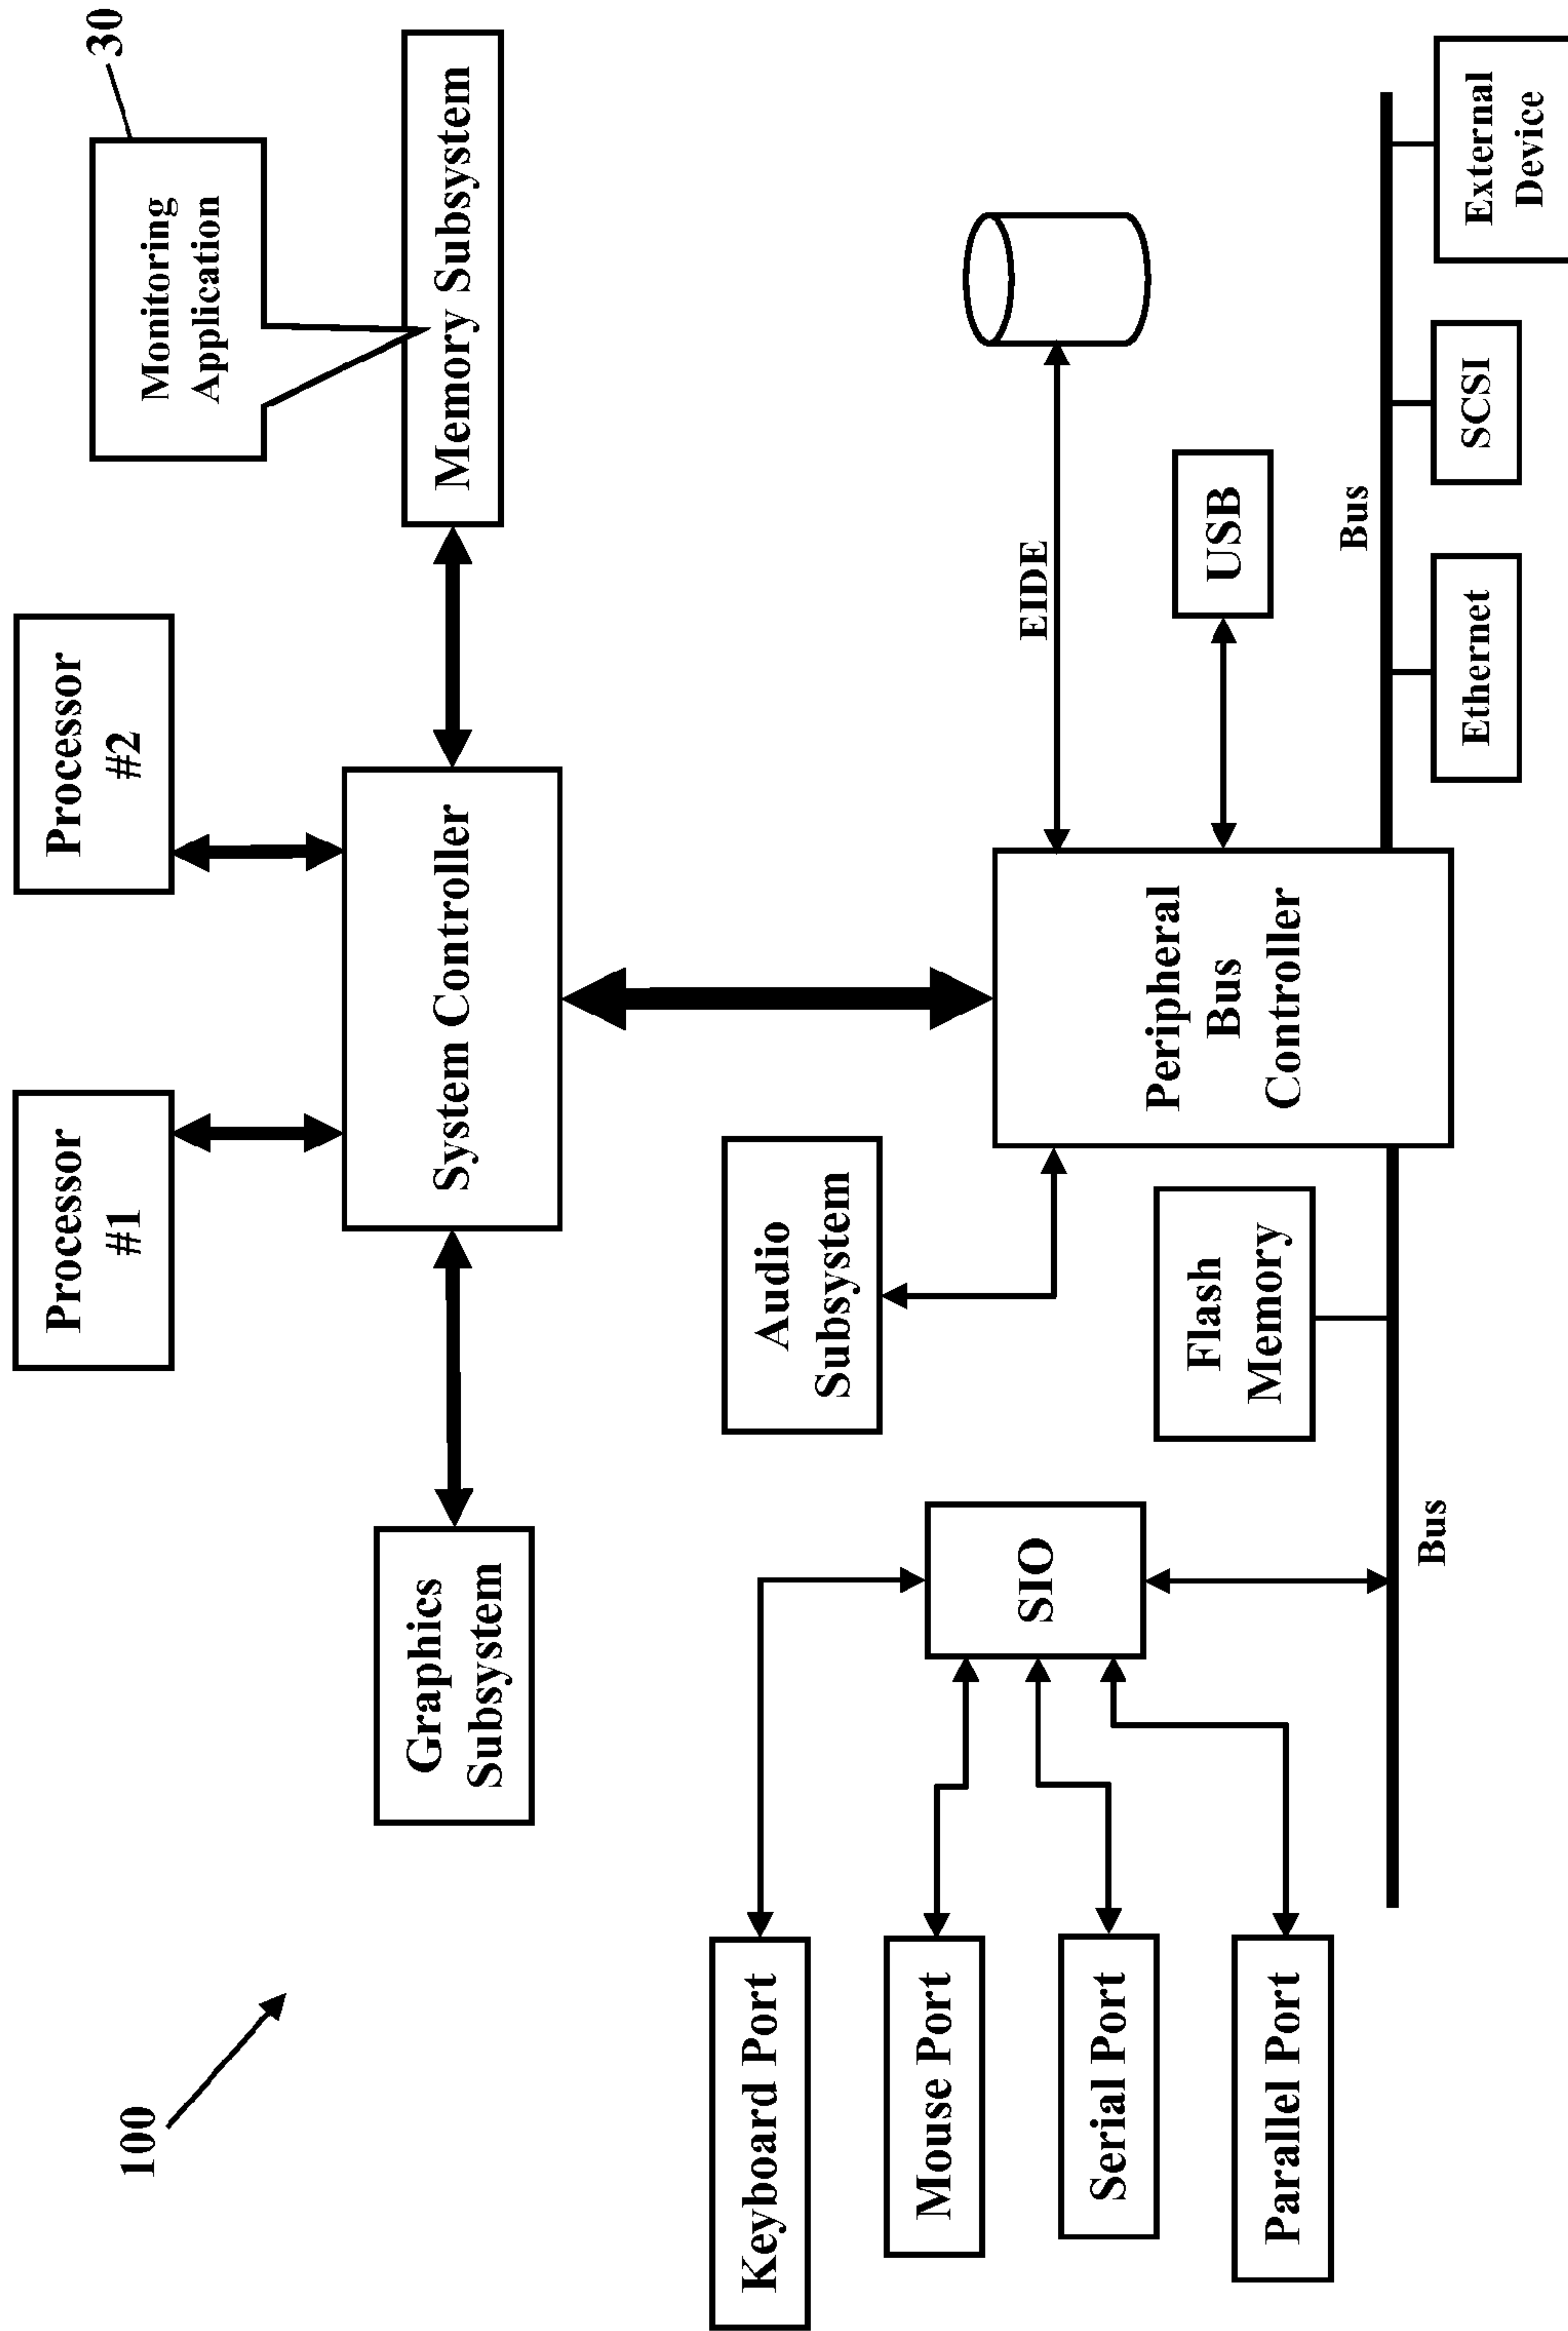 100
30
Processor
#1
Processor
#2
Monitoring
Application
Graphics
Subsystem
System Controller
Memory Subsystem
Keyboard Port
Mouse Port
Serial Port
Parallel Port
SIO
Audio
Subsystem
Flash
Memory
Peripheral
Bus
Controller
EIDE
USB
Bus
Bus
Ethernet
SCSI
External
Device